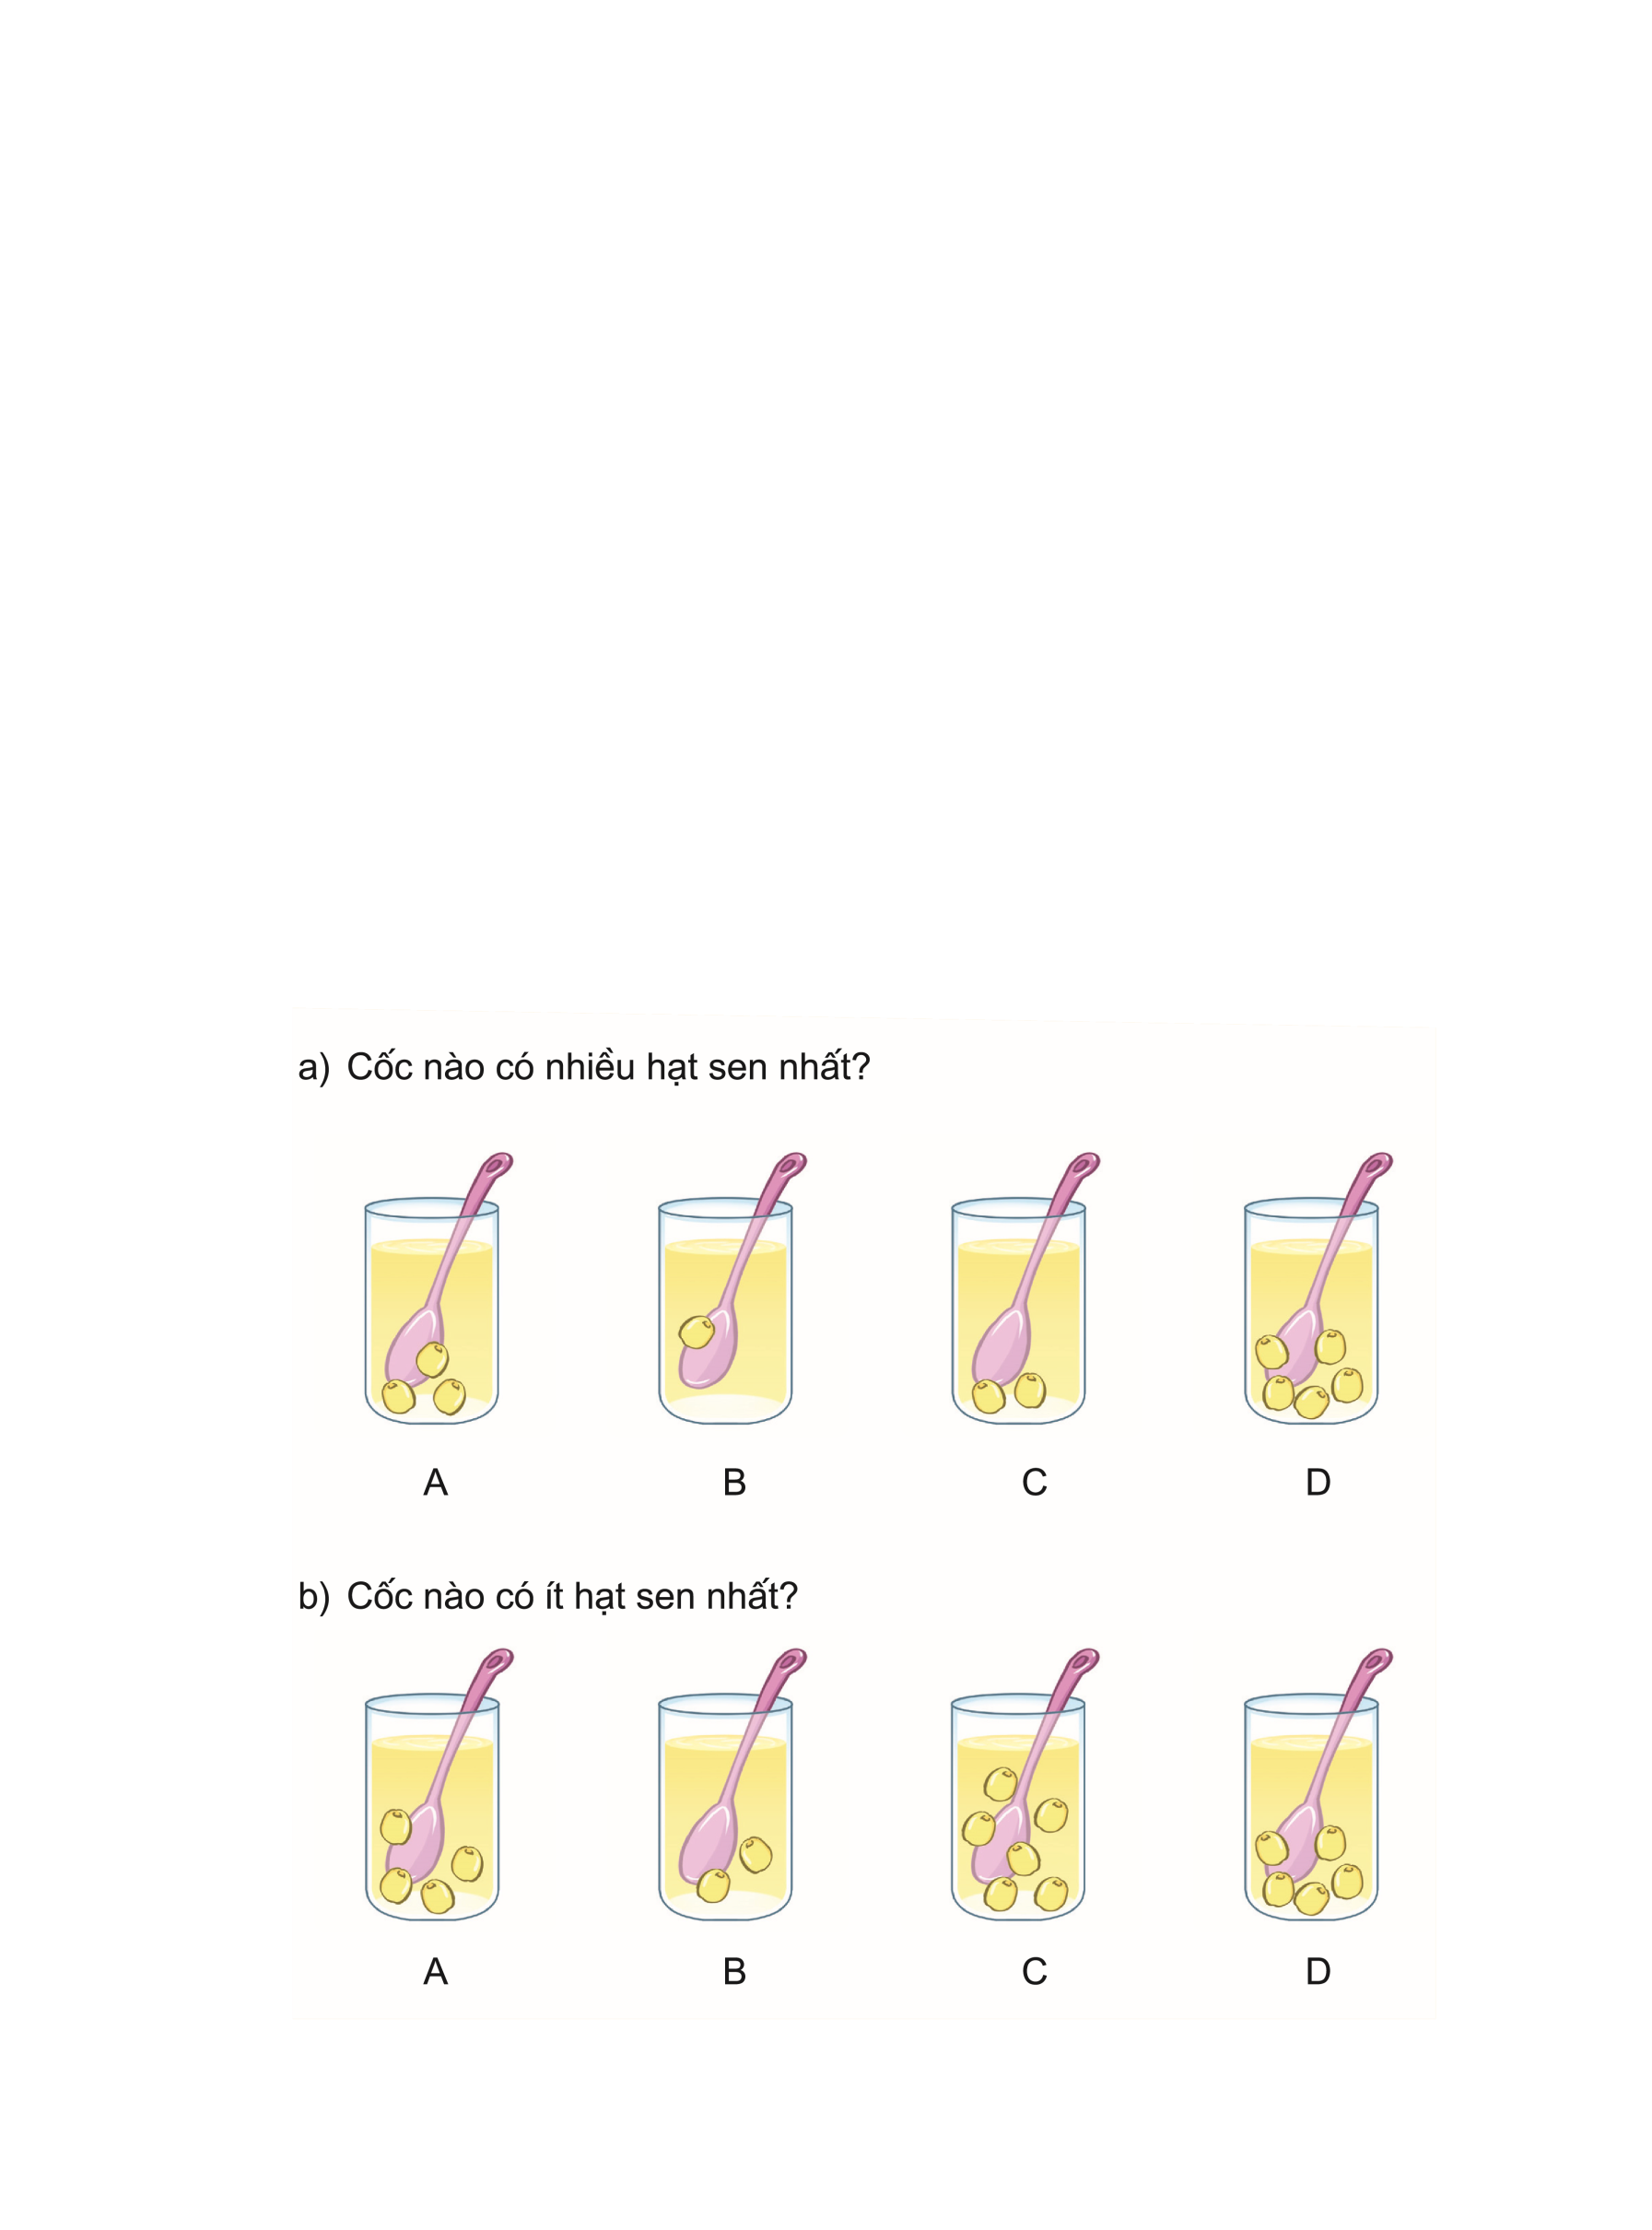 a) Cốc nào có nhiều hạt sen nhất?
A B C D
b) Cốc nào có ít hạt sen nhất?
A B C D